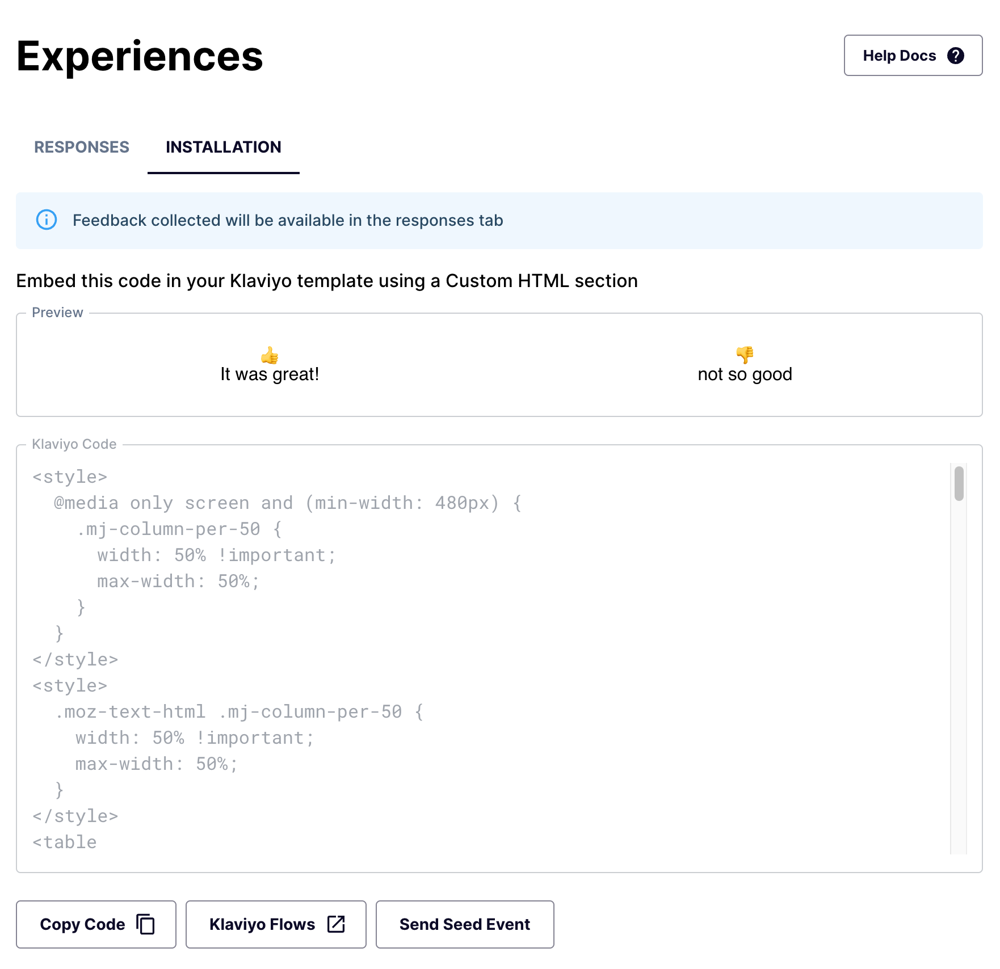 Experiences
Help Docs
RESPONSES
INSTALLATION
Feedback collected will be available in the responses tab
Embed this code in your Klaviyo template using a Custom HTML section
Preview
👍
It was great!
👎
not so good
Klaviyo Code
<style>
  @media only screen and (min-width: 480px) {
    .mj-column-per-50 {
      width: 50% !important;
      max-width: 50%;
    }
  }
</style>
<style>
  .moz-text-html .mj-column-per-50 {
    width: 50% !important;
    max-width: 50%;
  }
</style>
<table
Copy Code
Klaviyo Flows
Send Seed Event